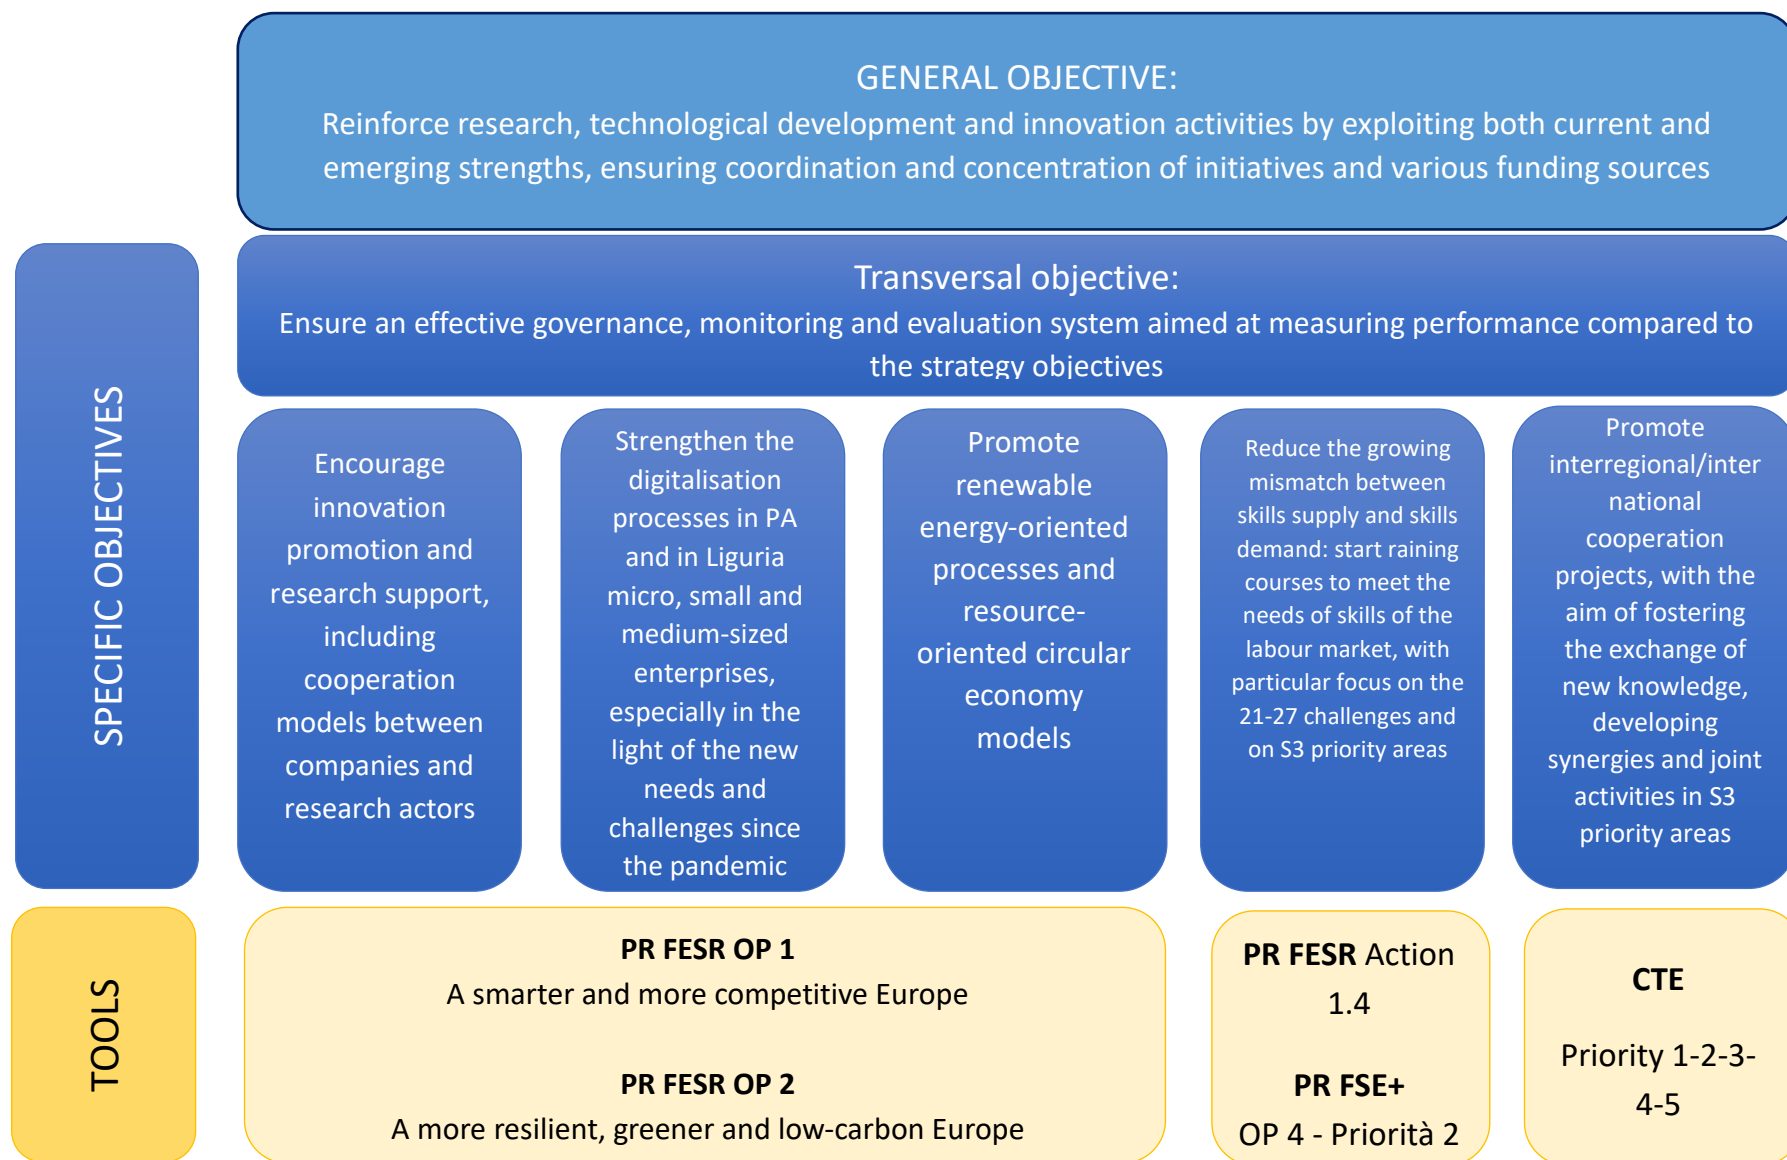 GENERAL OBJECTIVE:
Reinforce research, technological development and innovation activities by exploiting both current and
emerging strengths, ensuring coordination and concentration of initiatives and various funding sources
Transversal objective:
Ensure an effective governance, monitoring and evaluation system aimed at measuring performance compared to
the strategy objectives
SPECIFIC OBJECTIVES
Encourage
innovation
promotion and
research support,
including
cooperation
models between
companies and
research actors
Strengthen the
digitalisation
processes in PA
and in Liguria
micro, small and
medium-sized
enterprises,
especially in the
light of the new
needs and
challenges since
the pandemic
Promote
renewable
energy-oriented
processes and
resource-
oriented circular
economy
models
Reduce the growing
mismatch between
skills supply and skills
demand: start raining
courses to meet the
needs of skills of the
labour market, with
particular focus on the
21-27 challenges and
on S3 priority areas
Promote
interregional/inter
national
cooperation
projects, with the
aim of fostering
the exchange of
new knowledge,
developing
synergies and joint
activities in S3
priority areas
TOOLS
PR FESR OP 1
A smarter and more competitive Europe
PR FESR OP 2
A more resilient, greener and low-carbon Europe
PR FESR Action
1.4
PR FSE+
OP 4 - Priorità 2
CTE
Priority 1-2-3-
4-5